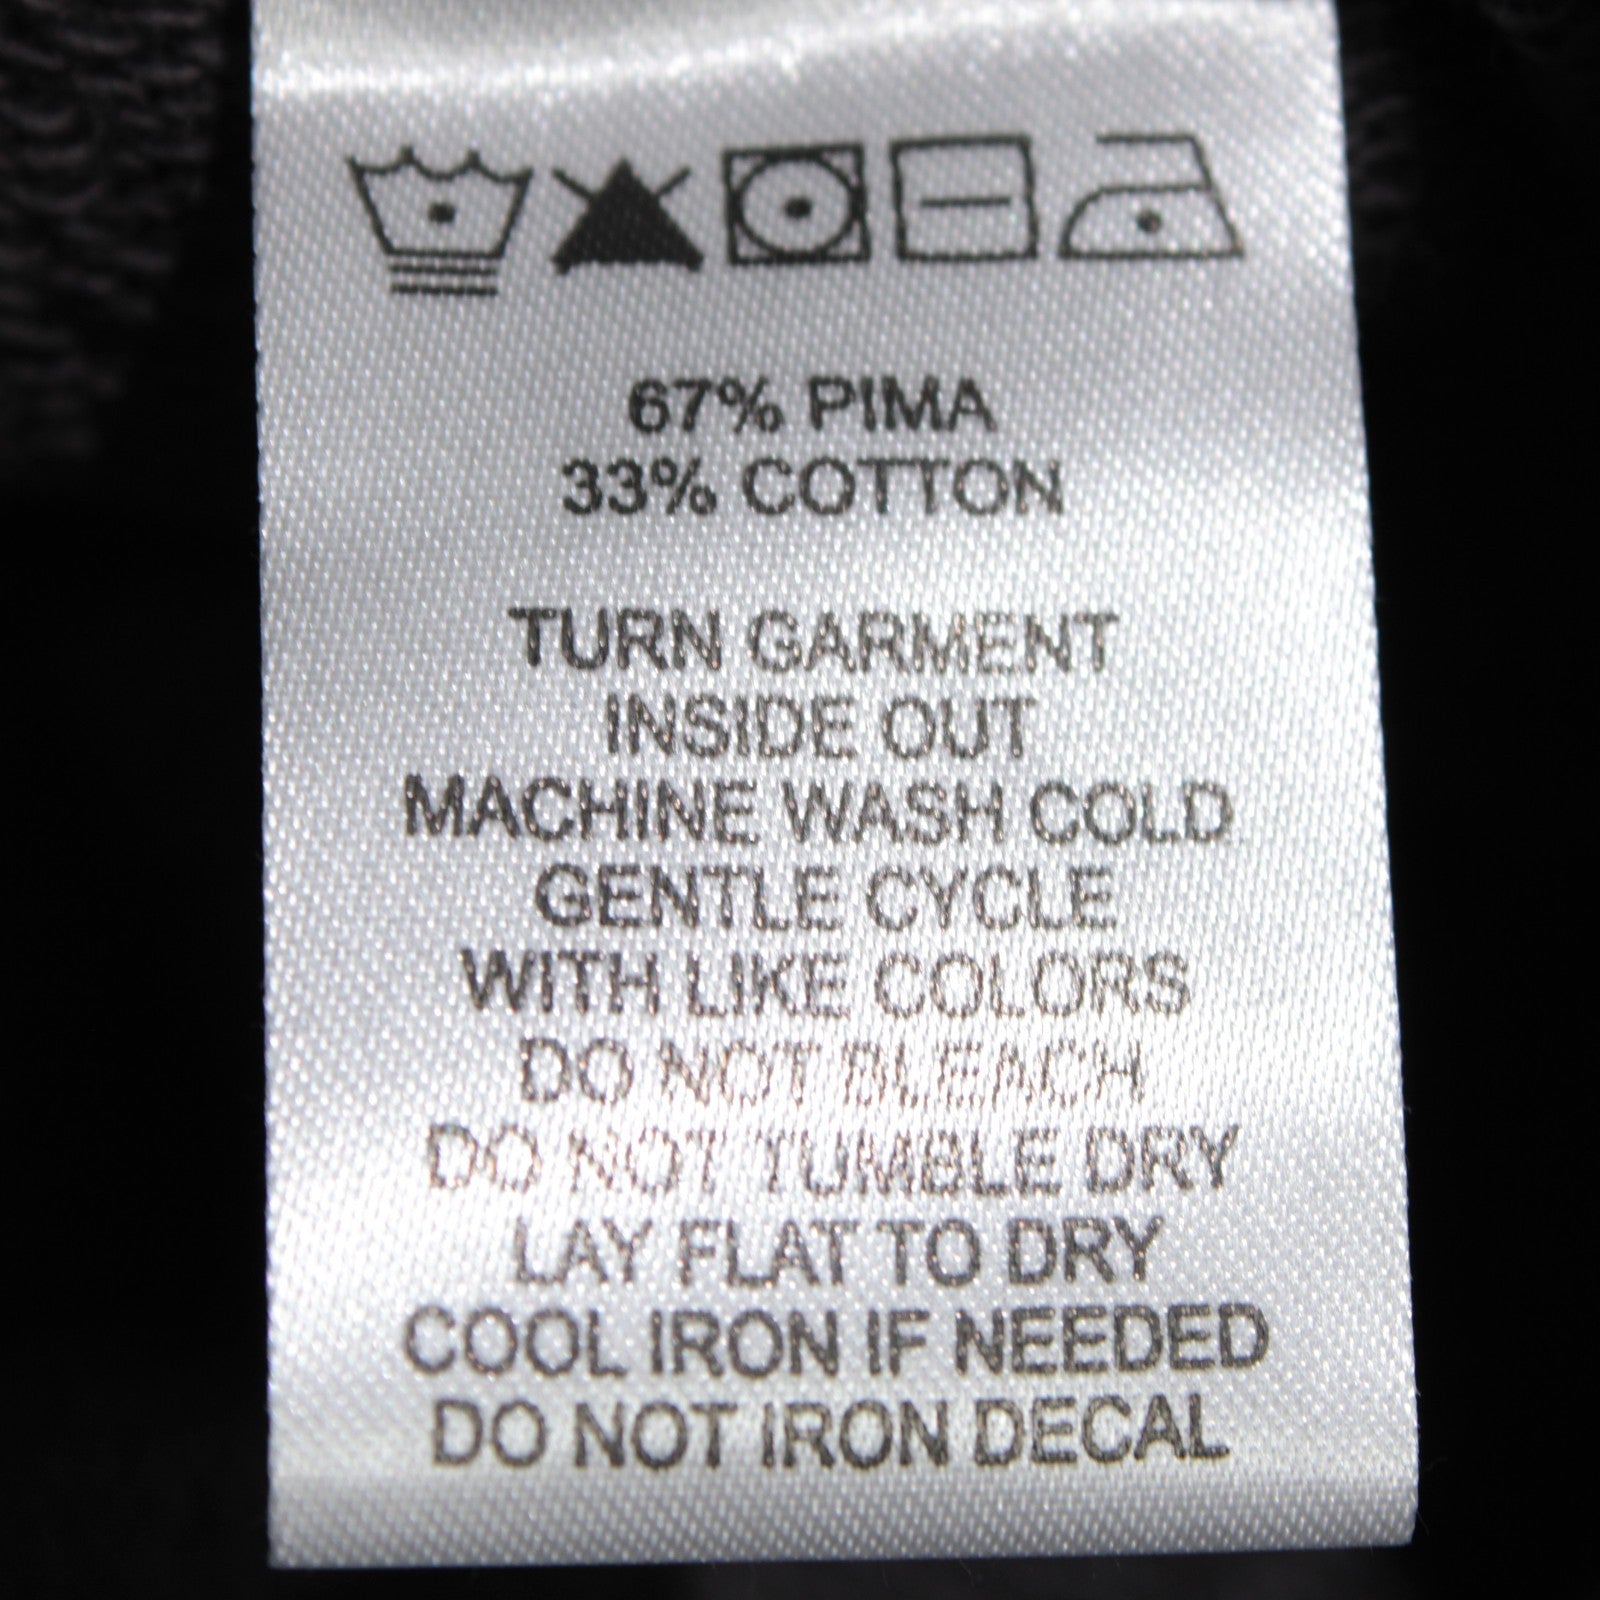 67% PIMA
33% COTTON
TURN GARMENT
INSIDE OUT
MACHINE WASH COLD
GENTLE CYCLE
WITH LIKE COLORS
DO NOT BLEACH
DO NOT TUMBLE DRY
LAY FLAT TO DRY
COOL IRON IF NEEDED
DO NOT IRON DECAL